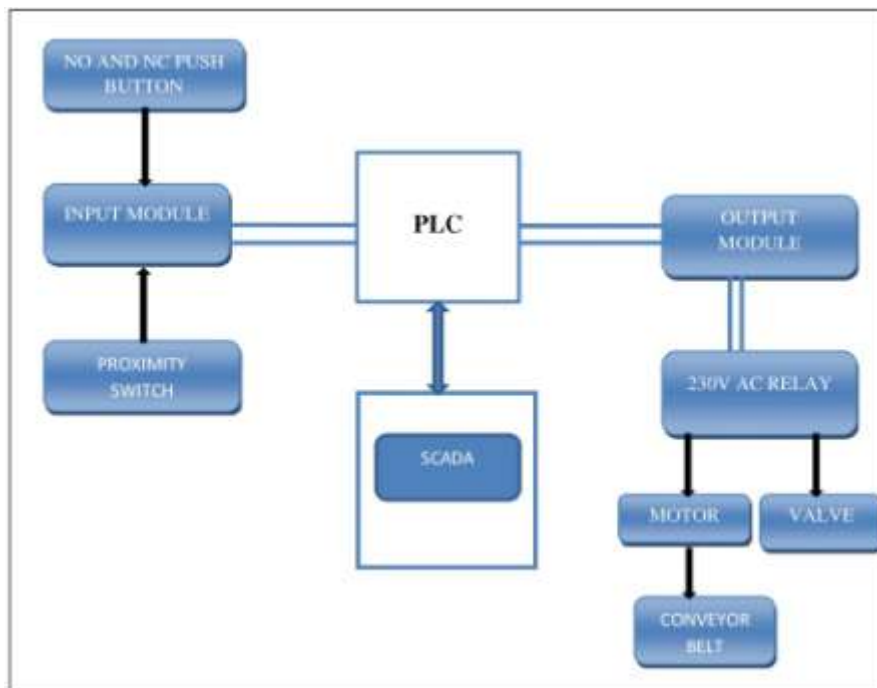 NO AND NC PUSH
BUTTON
INPUT MODULE
PROXIMITY
SWITCH
PLC
SCADA
OUTPUT
MODULE
230V AC RELAY
MOTOR
VALVE
CONVEYOR
BELT